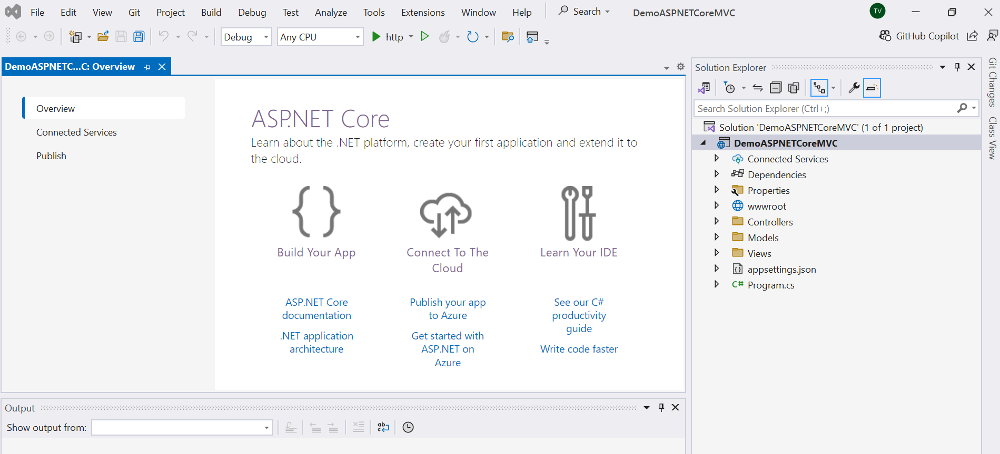 File Edit View Git Project Build Debug Test Analyze Tools Extensions Window Help Search DemoASPNETCoreMVC TV
Debug Any CPU http GitHub Copilot
DemoASPNETC...C: Overview
Overview
Connected Services
Publish
ASP.NET Core
Learn about the .NET platform, create your first application and extend it to
the cloud.
Build Your App
Connect To The
Cloud
Learn Your IDE
ASP.NET Core
documentation
.NET application
architecture
Publish your app
to Azure
Get started with
ASP.NET on
Azure
See our C#
productivity
guide
Write code faster
Output
Show output from:
Solution Explorer
Search Solution Explorer (Ctrl+;)
Solution 'DemoASPNETCoreMVC' (1 of 1 project)
DemoASPNETCoreMVC
Connected Services
Dependencies
Properties
wwwroot
Controllers
Models
Views
appsettings.json
C# Program.cs
Git Changes
Class View